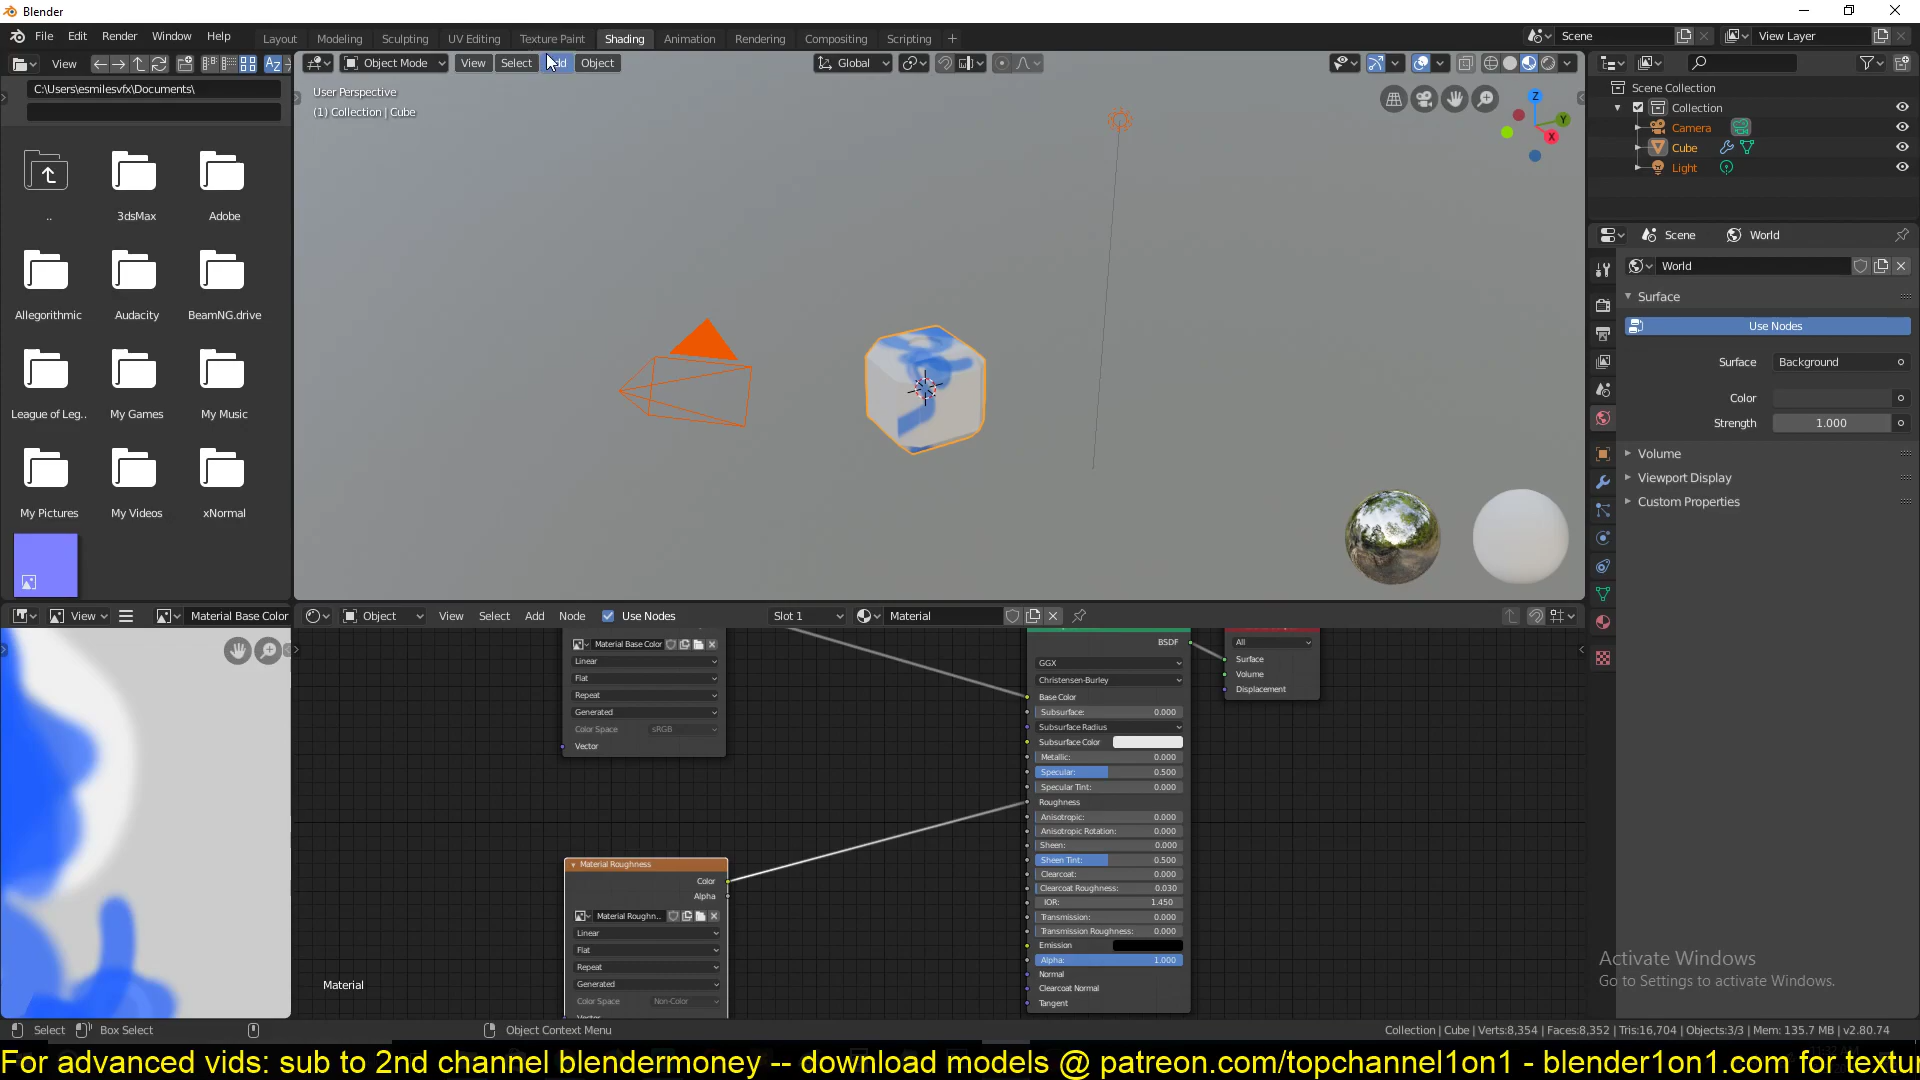 Blender
File Edit Render Window Help
Layout Modeling Sculpting UV Editing Texture Paint Shading Animation Rendering Compositing Scripting
Scene
View Layer
View
Object Mode View Select Add Object
Global
C:\Users\esmilesvfx\Documents\
User Perspective
(1) Collection | Cube
Scene Collection
Collection
Camera
Cube
Light
..
3dsMax
Adobe
Allegorithmic
Audacity
BeamNG.drive
League of Leg..
My Games
My Music
My Pictures
My Videos
xNormal
Z
Y
X
Scene World
World
Surface
Use Nodes
Surface Background
Color
Strength 1.000
Volume
Viewport Display
Custom Properties
View Material Base Color
Object View Select Add Node Use Nodes Slot 1 Material
Material Base Color
Linear
Flat
Repeat
Generated
Color Space sRGB
Vector
Material Roughness
Color
Alpha
Material Roughn..
Linear
Flat
Repeat
Generated
Color Space Non-Color
BSDF
GGX
Christensen-Burley
Base Color
Subsurface: 0.000
Subsurface Radius
Subsurface Color
Metallic: 0.000
Specular: 0.500
Specular Tint: 0.000
Roughness
Anisotropic: 0.000
Anisotropic Rotation: 0.000
Sheen: 0.000
Sheen Tint: 0.500
Clearcoat: 0.000
Clearcoat Roughness: 0.030
IOR: 1.450
Transmission: 0.000
Transmission Roughness: 0.000
Emission
Alpha: 1.000
Normal
Clearcoat Normal
Tangent
All
Surface
Volume
Displacement
Material
Activate Windows
Go to Settings to activate Windows.
Select Box Select Object Context Menu
Collection | Cube | Verts:8,354 | Faces:8,352 | Tris:16,704 | Objects:3/3 | Mem: 135.7 MB | v2.80.74
For advanced vids: sub to 2nd channel blendermoney -- download models @ patreon.com/topchannel1on1 - blender1on1.com for textur